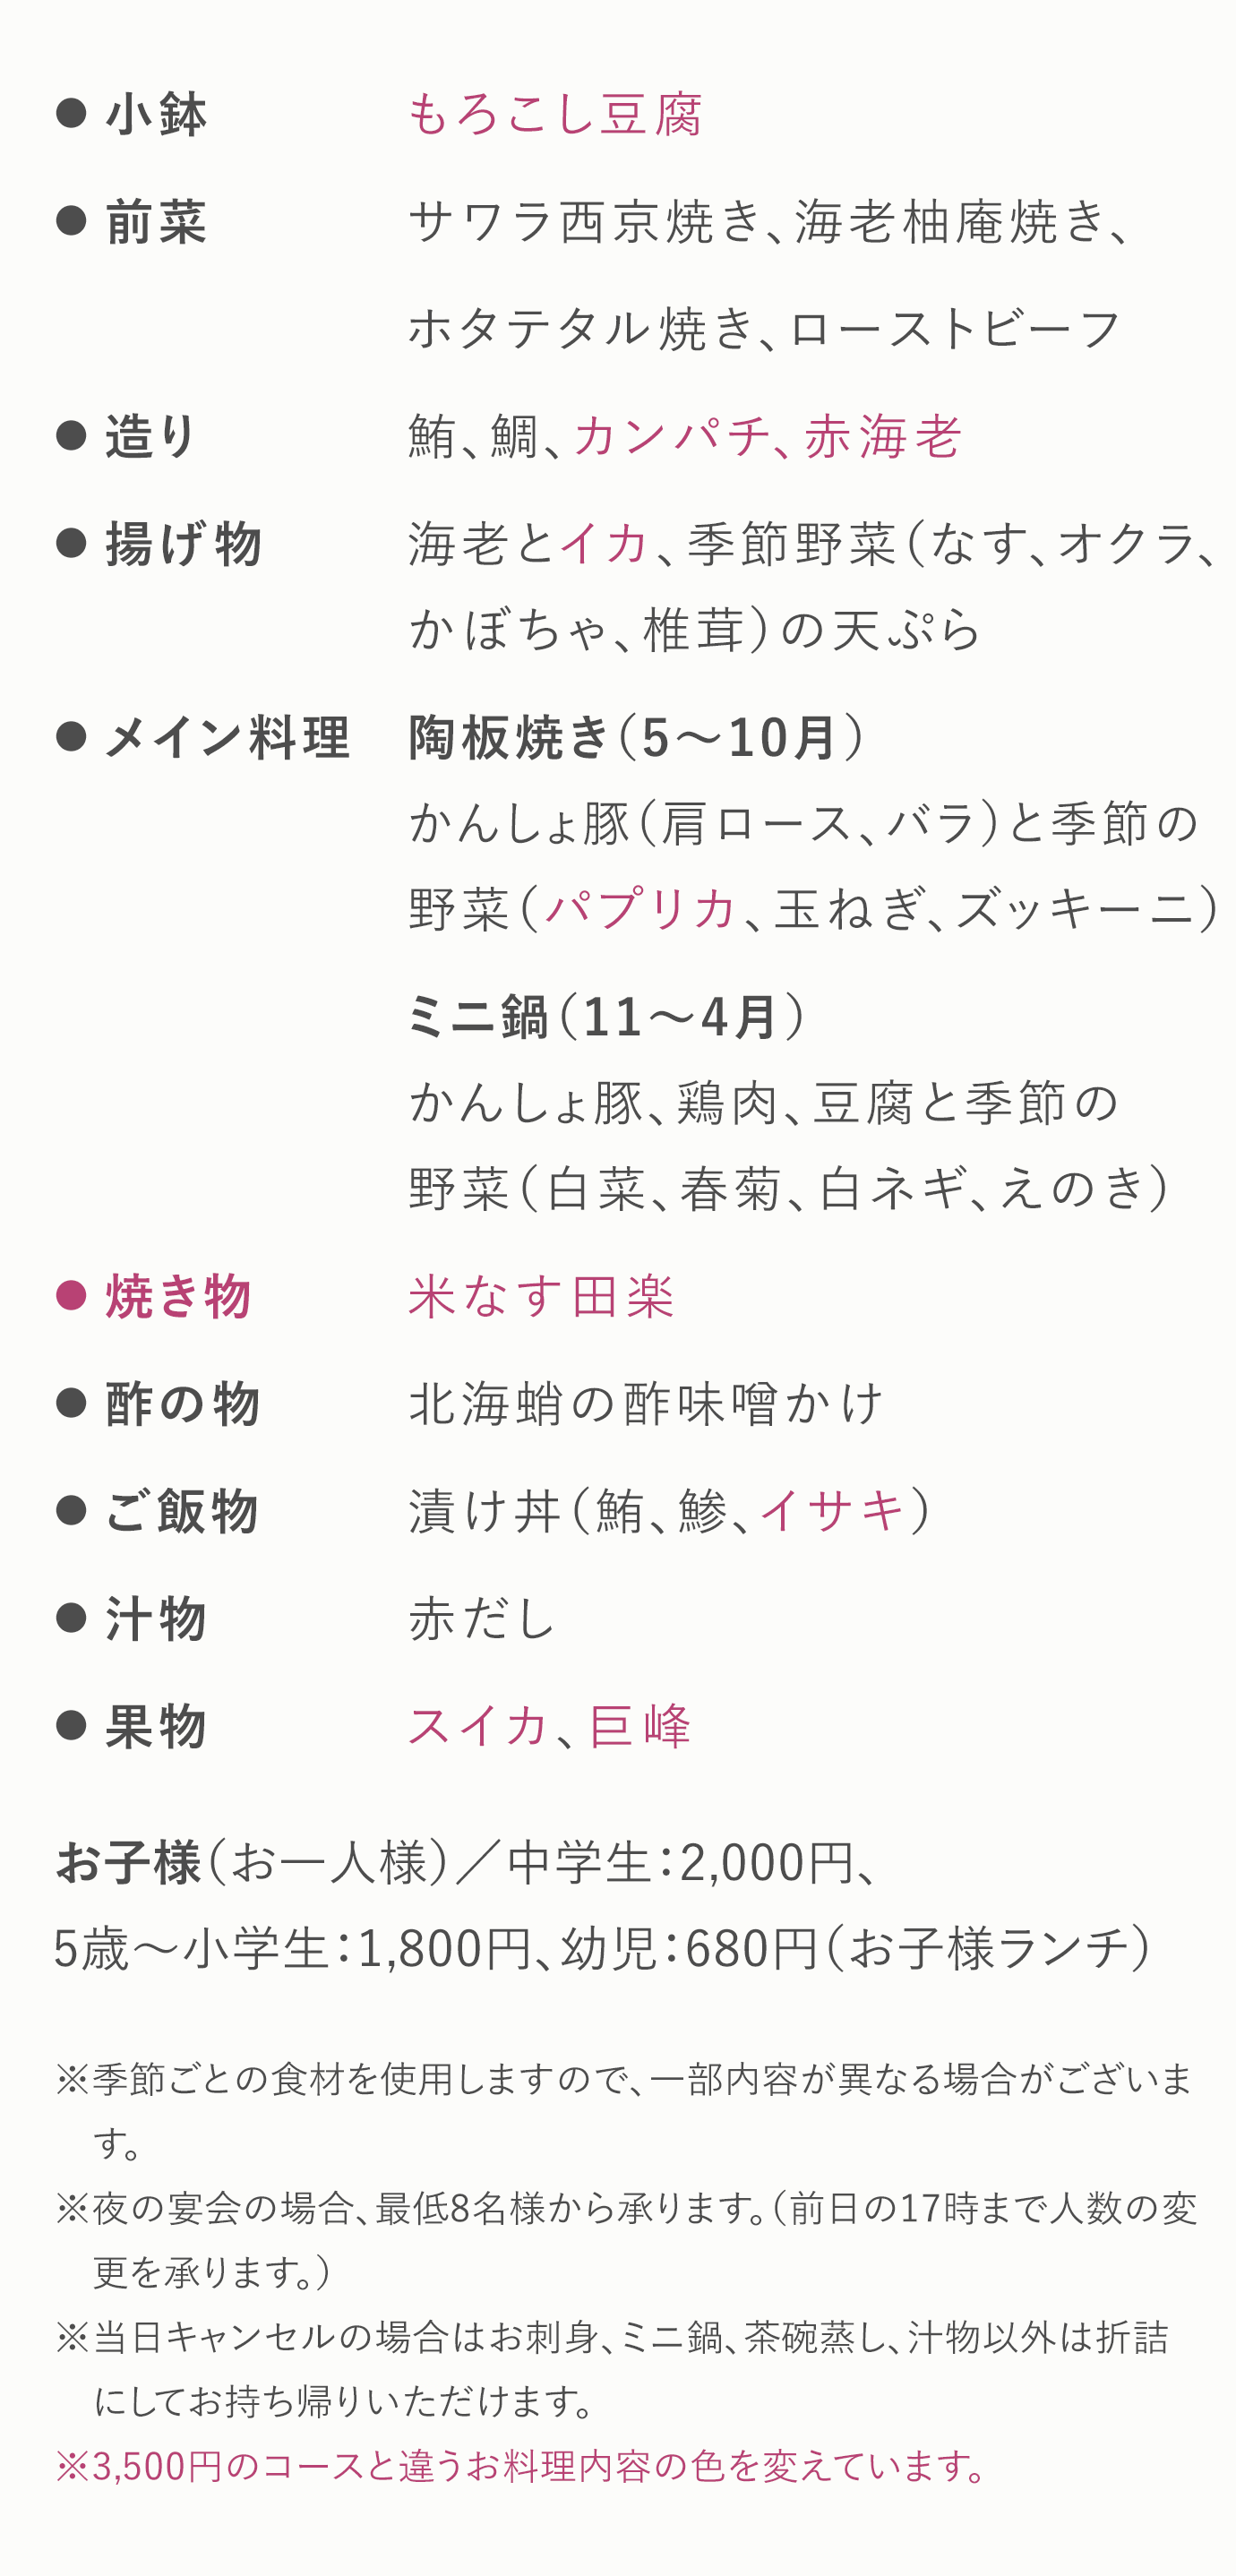 ● 小鉢 もろこし豆腐
● 前菜 サワラ西京焼き、海老柚庵焼き、
ホタテタル焼き、ローストビーフ
● 造り 鮪、鯛、カンパチ、赤海老
● 揚げ物 海老とイカ、季節野菜（なす、オクラ、
かぼちゃ、椎茸）の天ぷら
● メイン料理 陶板焼き（5〜10月）
かんしょ豚（肩ロース、バラ）と季節の
野菜（パプリカ、玉ねぎ、ズッキーニ）
ミニ鍋（11〜4月）
かんしょ豚、鶏肉、豆腐と季節の
野菜（白菜、春菊、白ネギ、えのき）
● 焼き物 米なす田楽
● 酢の物 北海蛸の酢味噌かけ
● ご飯物 漬け丼（鮪、鯵、イサキ）
● 汁物 赤だし
● 果物 スイカ、巨峰
お子様（お一人様）／中学生：2,000円、
5歳〜小学生：1,800円、幼児：680円（お子様ランチ）
※季節ごとの食材を使用しますので、一部内容が異なる場合がございま
す。
※夜の宴会の場合、最低8名様から承ります。（前日の17時まで人数の変
更を承ります。）
※当日キャンセルの場合はお刺身、ミニ鍋、茶碗蒸し、汁物以外は折詰
にしてお持ち帰りいただけます。
※3,500円のコースと違うお料理内容の色を変えています。